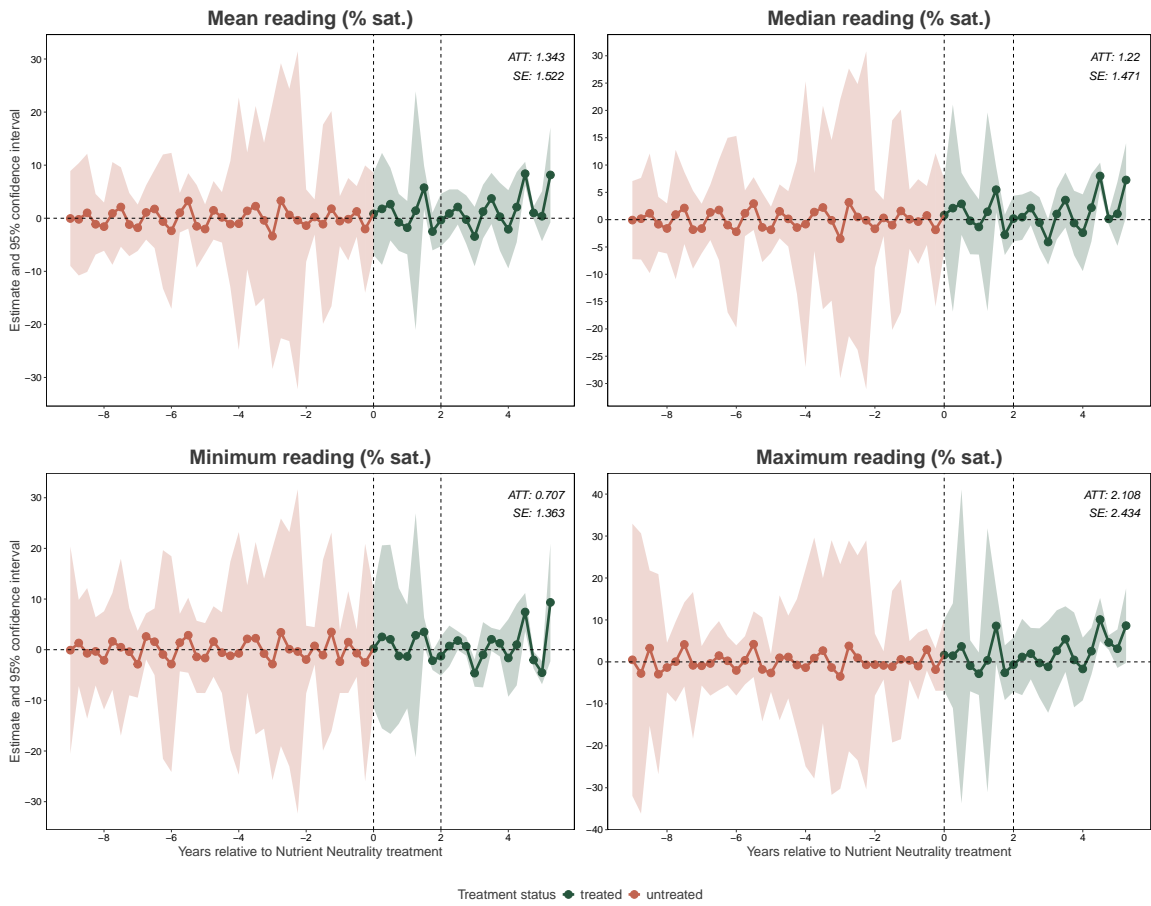 Mean reading (% sat.)
Median reading (% sat.)
ATT: 1.343
SE: 1.522
ATT: 1.22
SE: 1.471
Estimate and 95% confidence interval
30
20
10
0
−10
−20
−30
30
25
20
15
10
5
0
−5
−10
−15
−20
−25
−30
−8 −6 −4 −2 0 2 4
−8 −6 −4 −2 0 2 4
Minimum reading (% sat.)
Maximum reading (% sat.)
ATT: 0.707
SE: 1.363
ATT: 2.108
SE: 2.434
Estimate and 95% confidence interval
30
20
10
0
−10
−20
−30
40
30
20
10
0
−10
−20
−30
−40
−8 −6 −4 −2 0 2 4
−8 −6 −4 −2 0 2 4
Years relative to Nutrient Neutrality treatment
Years relative to Nutrient Neutrality treatment
Treatment status treated untreated